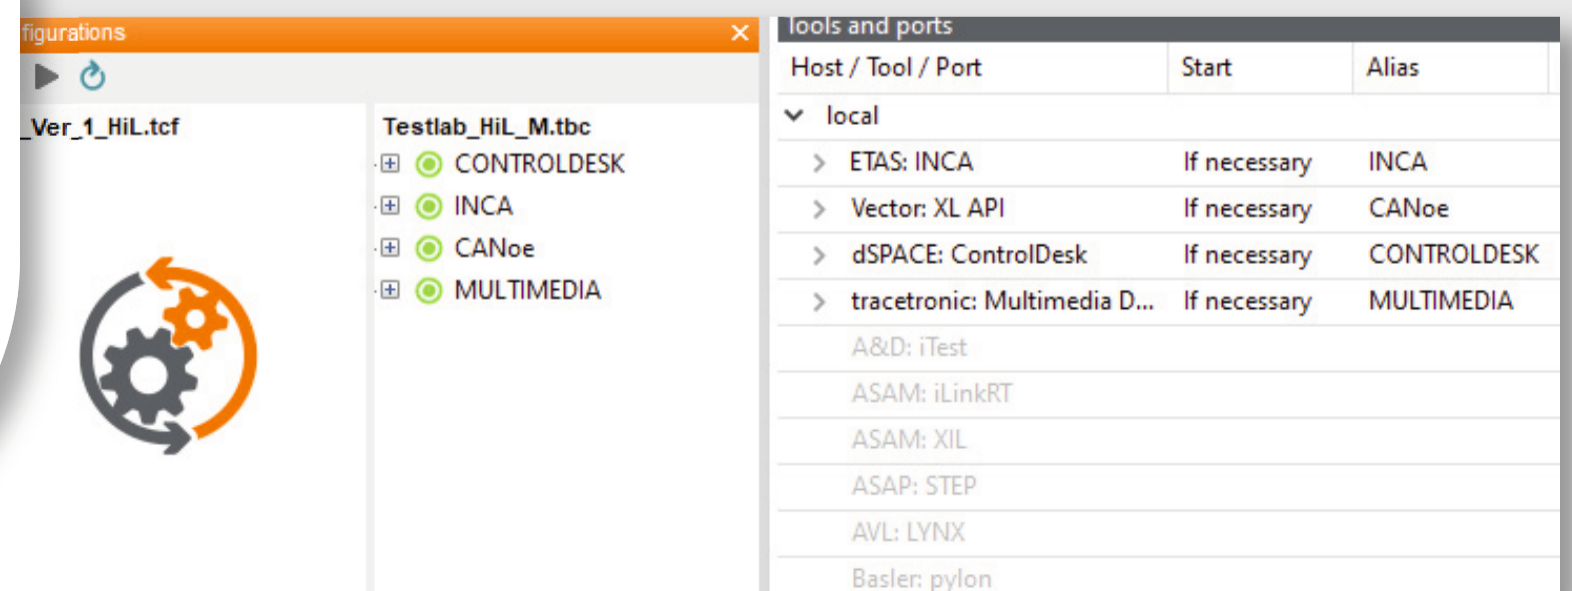 figurations
_Ver_1_HiL.tcf
Testlab_HiL_M.tbc
CONTROLDESK
INCA
CANoe
MULTIMEDIA
Tools and ports
Host / Tool / Port Start Alias
local
ETAS: INCA If necessary INCA
Vector: XL API If necessary CANoe
dSPACE: ControlDesk If necessary CONTROLDESK
tracetronic: Multimedia D... If necessary MULTIMEDIA
A&D: iTest
ASAM: iLinkRT
ASAM: XIL
ASAP: STEP
AVL: LYNX
Basler: pylon